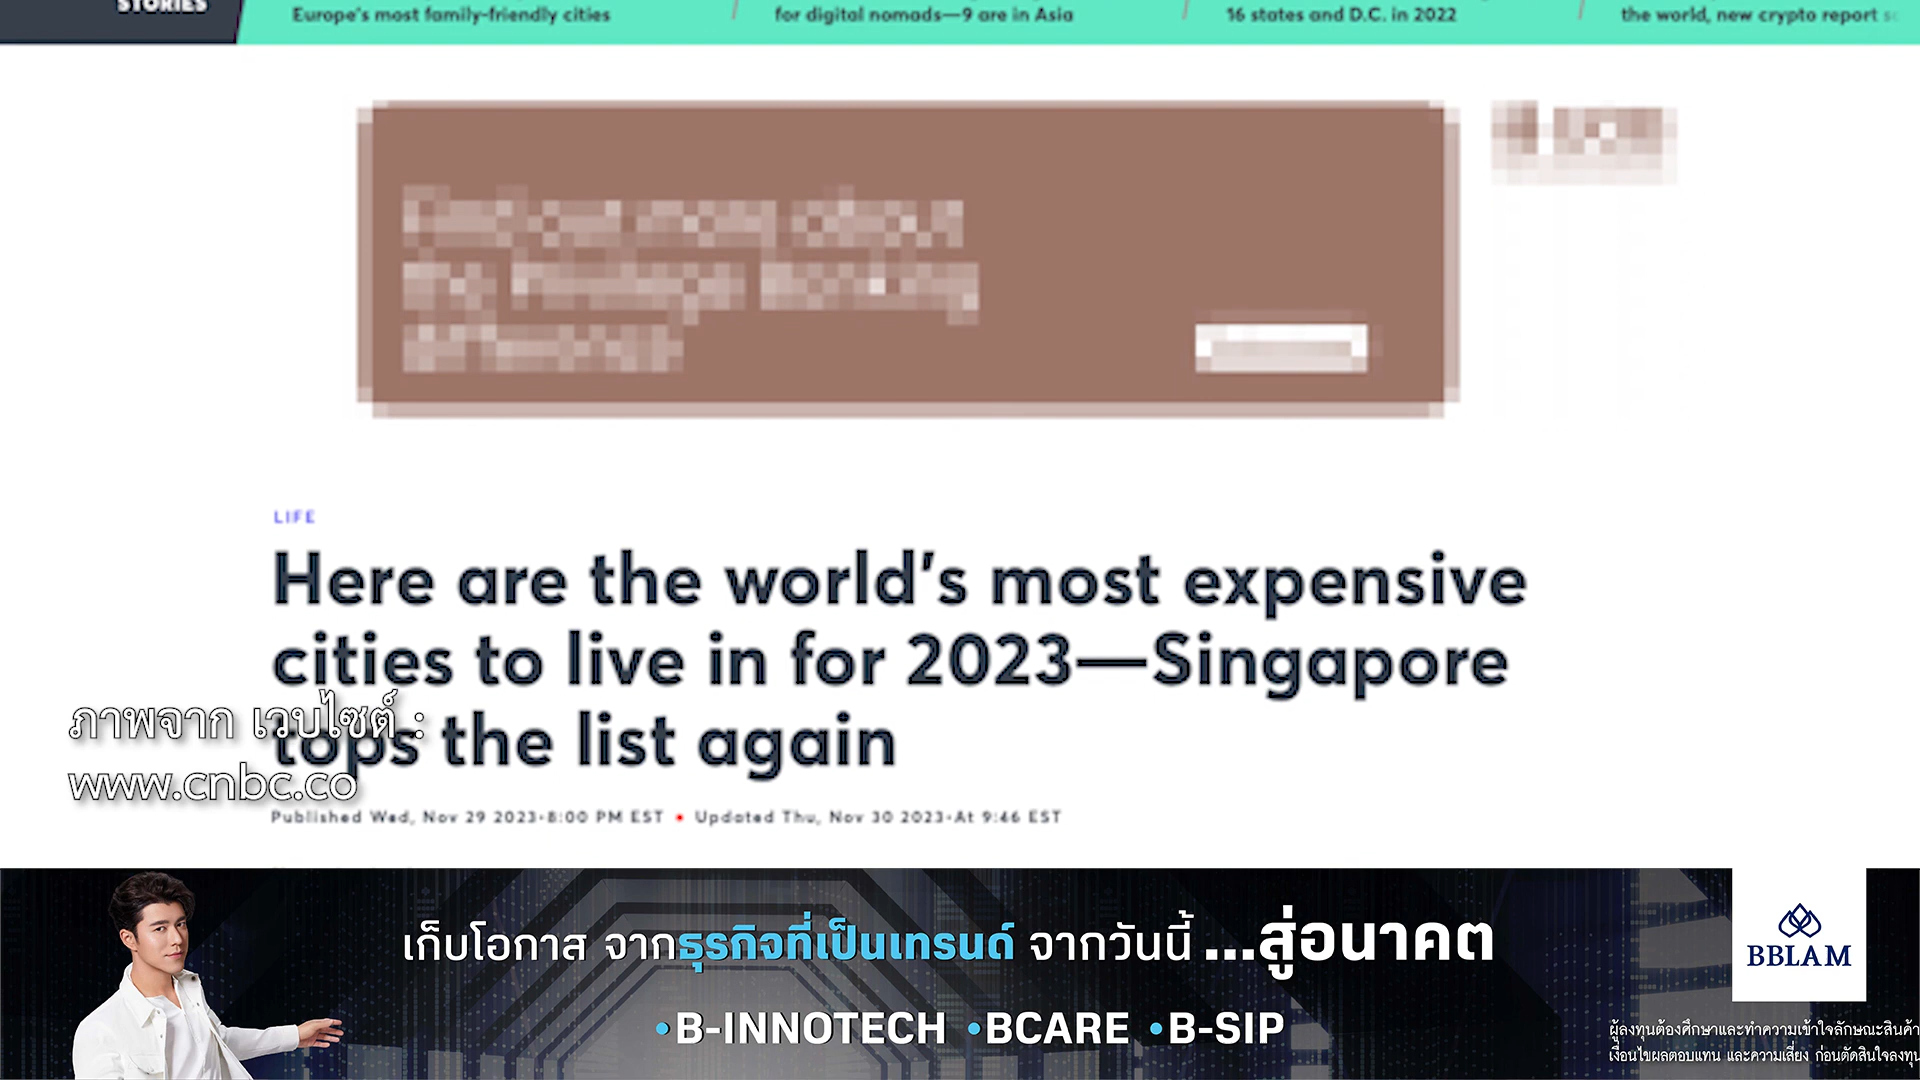 STORIES
Europe's most family-friendly cities
for digital nomads—9 are in Asia
16 states and D.C. in 2022
the world, new crypto report
LIFE
Here are the world's most expensive
cities to live in for 2023—Singapore
tops the list again
ภาพจาก เวบไซต์ :
www.cnbc.co
Published Wed, Nov 29 2023•8:00 PM EST • Updated Thu, Nov 30 2023•At 9:46 EST
เก็บโอกาส จากธุรกิจที่เป็นเทรนด์ จากวันนี้ ...สู่อนาคต
•B-INNOTECH •BCARE •B-SIP
BBLAM
ผู้ลงทุนต้องศึกษาและทำความเข้าใจลักษณะสินค้า
เงื่อนไขผลตอบแทน และความเสี่ยง ก่อนตัดสินใจลงทุน